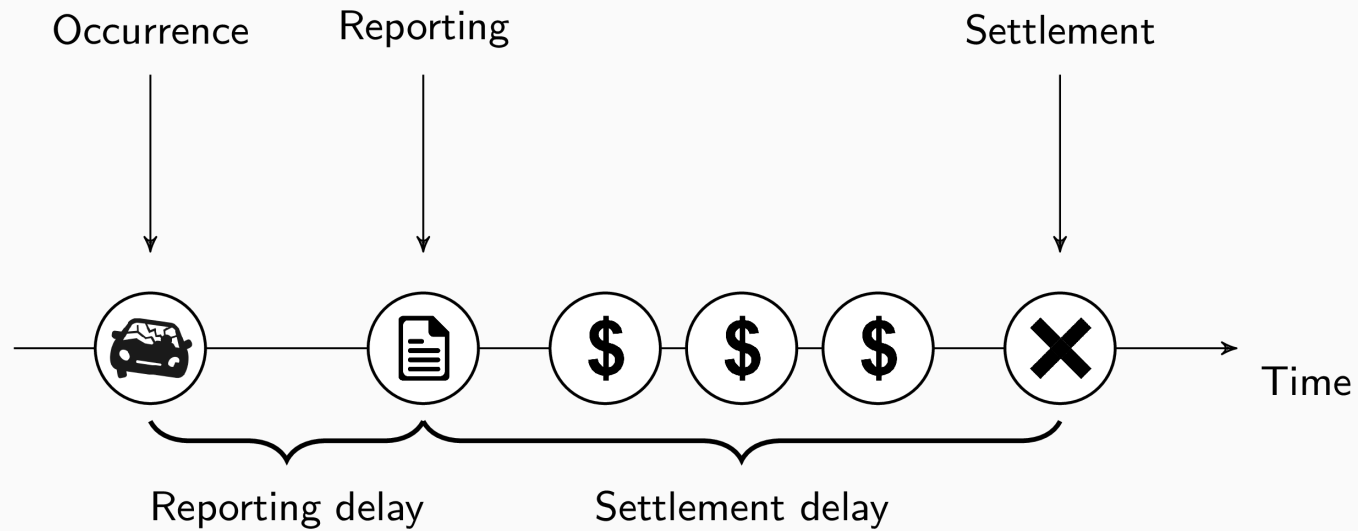 Occurrence
Reporting
Settlement
$
$
$
Time
Reporting delay
Settlement delay